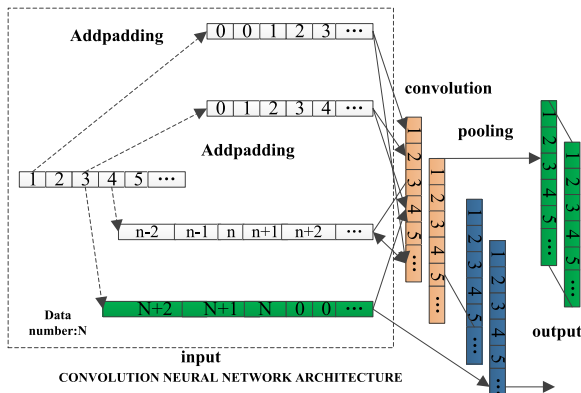 Addpadding
0 0 1 2 3 ...
0 1 2 3 4 ...
Addpadding
1 2 3 4 5 ...
n-2 n-1 n n+1 n+2 ...
N+2 N+1 N 0 0 ...
Data
number:N
input
convolution
1 2 3 4 5 ...
1 2 3 4 5 ...
pooling
1 2 3 4 5 ...
1 2 3 4 5 ...
1 2 3 4 5 ...
1 2 3 4 5 ...
output
CONVOLUTION NEURAL NETWORK ARCHITECTURE